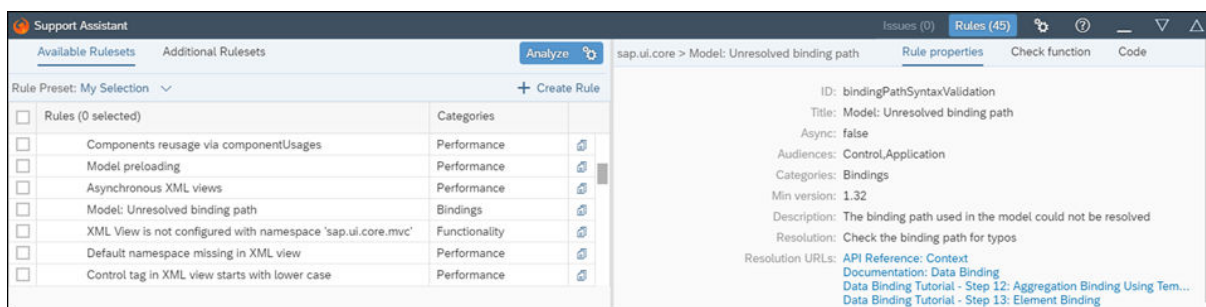 Support Assistant
Issues (0) Rules (45)
Available Rulesets Additional Rulesets Analyze
Rule Preset: My Selection + Create Rule
Rules (0 selected) Categories
Components reusage via componentUsages Performance
Model preloading Performance
Asynchronous XML views Performance
Model: Unresolved binding path Bindings
XML View is not configured with namespace 'sap.ui.core.mvc' Functionality
Default namespace missing in XML view Performance
Control tag in XML view starts with lower case Performance
sap.ui.core > Model: Unresolved binding path Rule properties Check function Code
ID: bindingPathSyntaxValidation
Title: Model: Unresolved binding path
Async: false
Audiences: Control,Application
Categories: Bindings
Min version: 1.32
Description: The binding path used in the model could not be resolved
Resolution: Check the binding path for typos
Resolution URLs: API Reference: Context
Documentation: Data Binding
Data Binding Tutorial - Step 12: Aggregation Binding Using Tem...
Data Binding Tutorial - Step 13: Element Binding